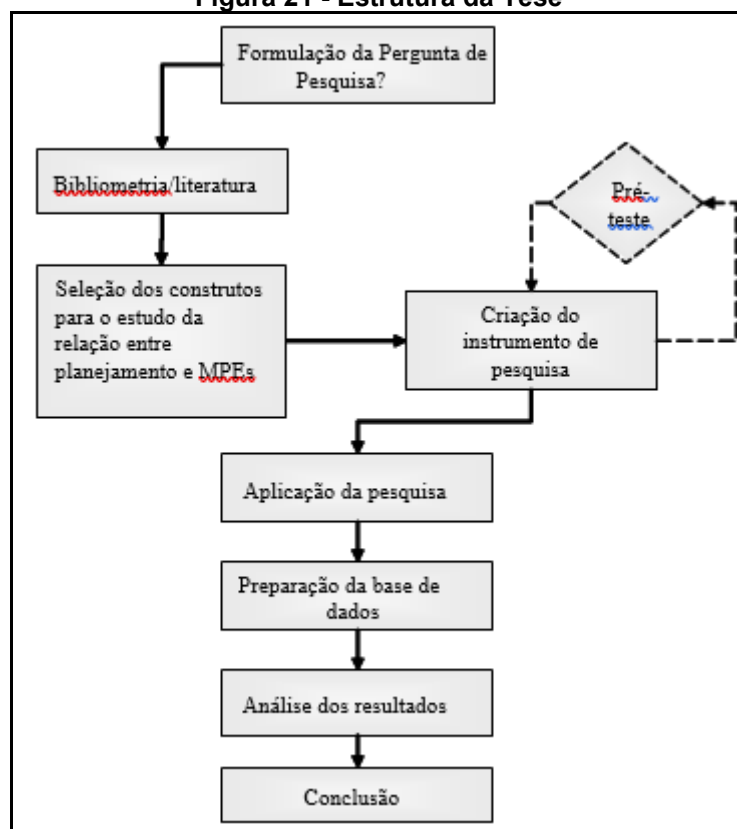 Figura 21 - Estrutura da Tese
Formulação da Pergunta de
Pesquisa?
Bibliometria/literatura
Pré-
teste
Seleção dos construtos
para o estudo da
relação entre
planejamento e MPEs
Criação do
instrumento de
pesquisa
Aplicação da pesquisa
Preparação da base de
dados
Análise dos resultados
Conclusão